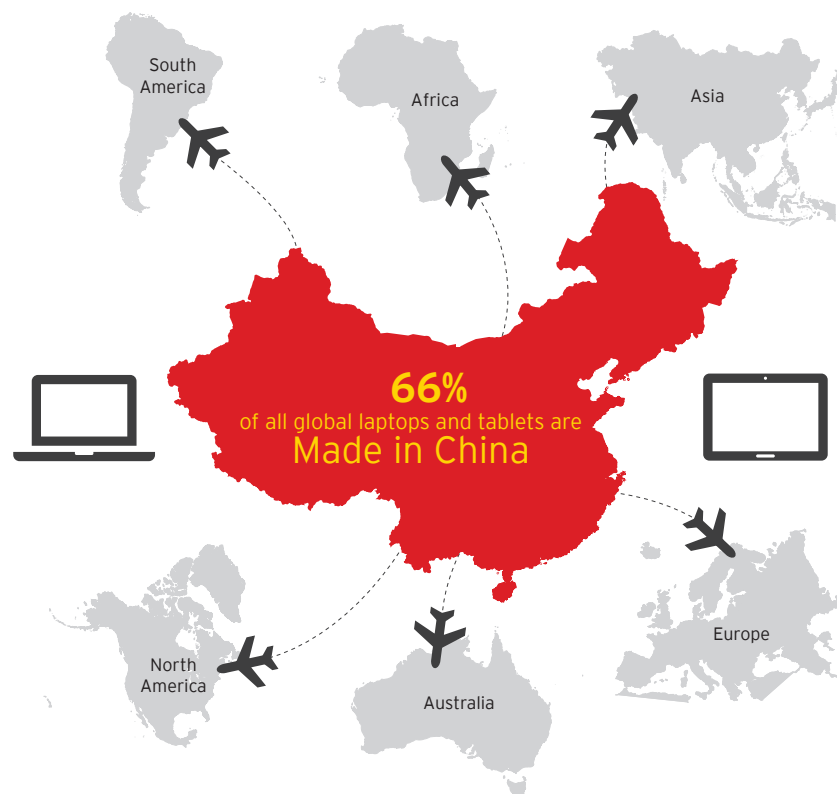 South
America
Africa
Asia
66%
of all global laptops and tablets are
Made in China
North
America
Australia
Europe